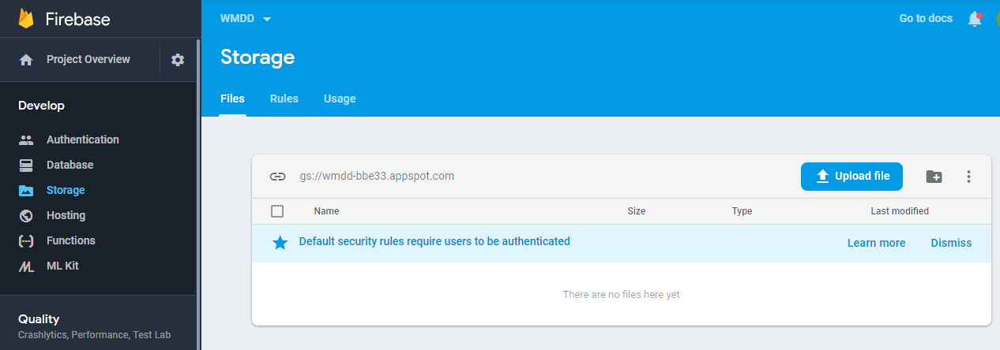 Firebase
WMDD
Go to docs
Project Overview
Storage
Files Rules Usage
Develop
Authentication
Database
Storage
Hosting
Functions
ML Kit
Quality
Crashlytics, Performance, Test Lab
gs://wmdd-bbe33.appspot.com
Upload file
Name Size Type Last modified
Default security rules require users to be authenticated
Learn more Dismiss
There are no files here yet